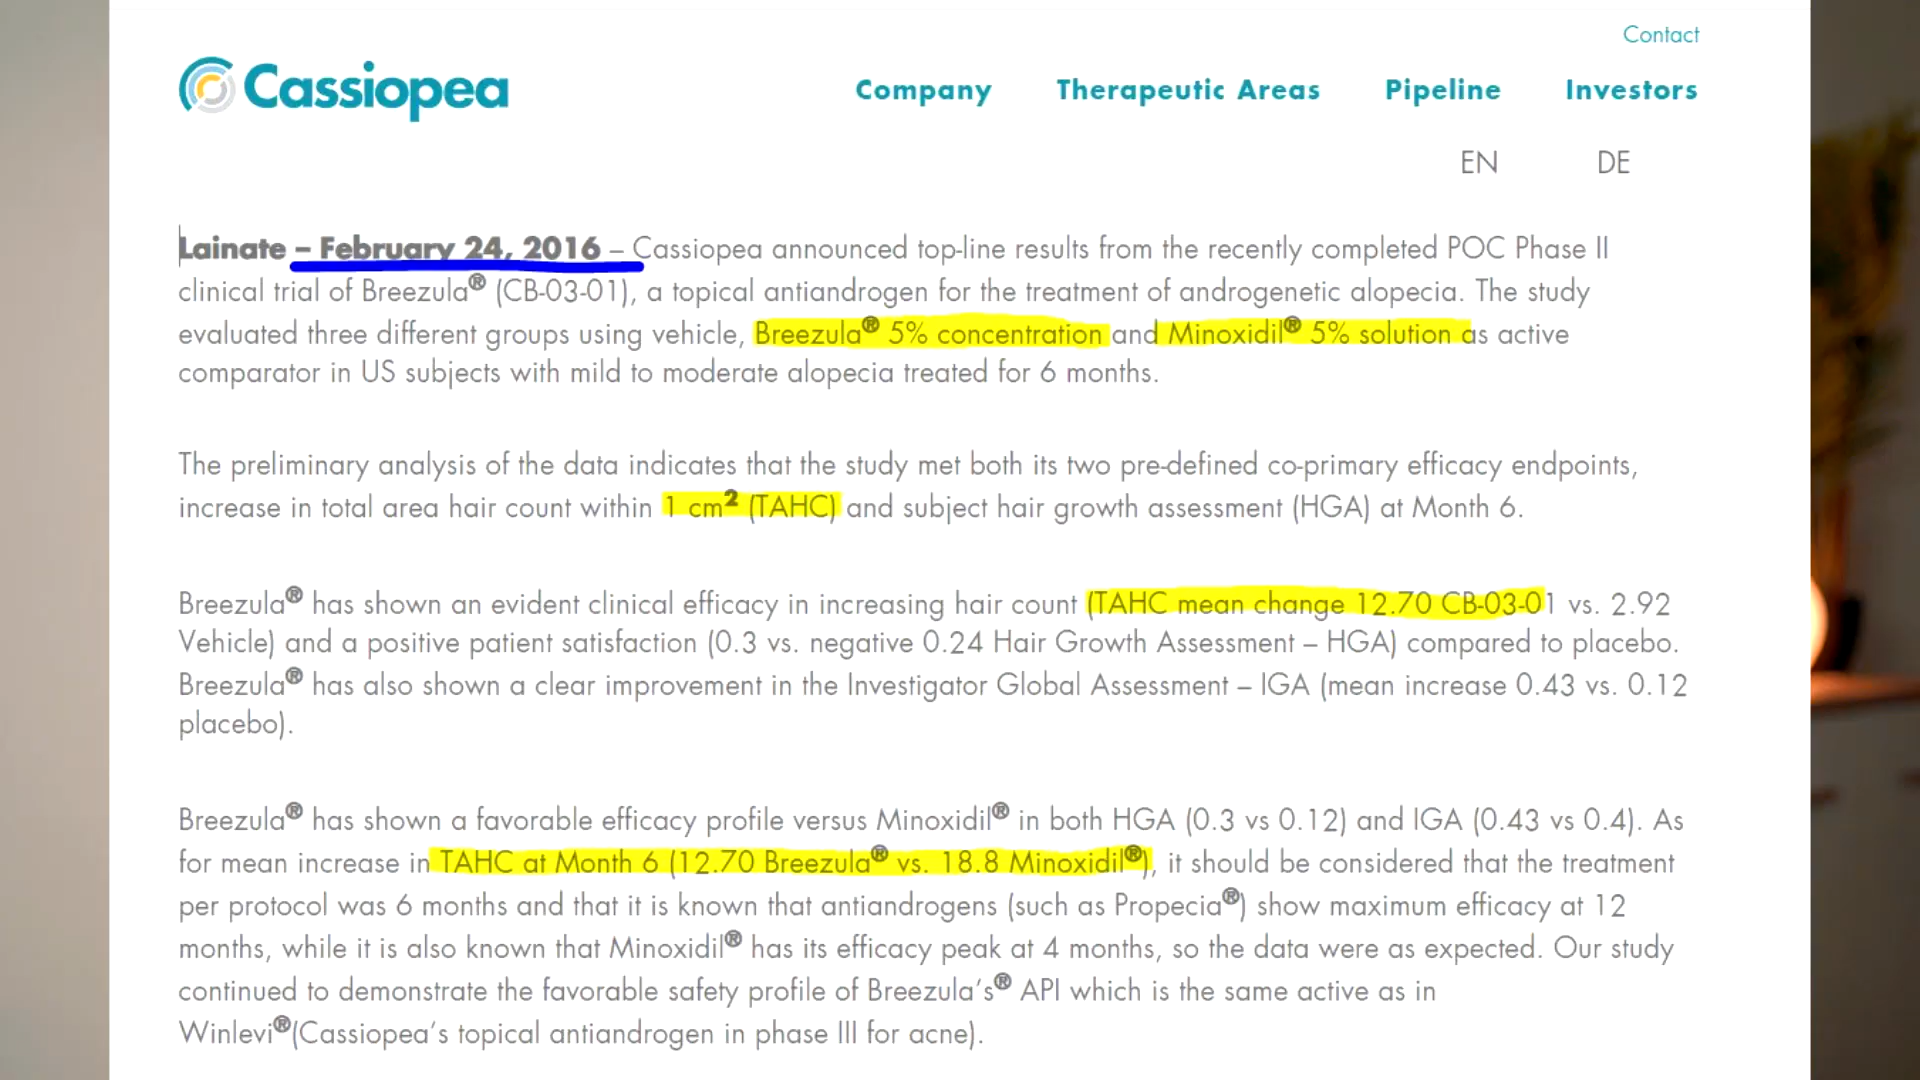 Contact
Cassiopea
Company Therapeutic Areas Pipeline Investors
EN DE
Lainate – February 24, 2016 – Cassiopea announced top-line results from the recently completed POC Phase II
clinical trial of Breezula® (CB-03-01), a topical antiandrogen for the treatment of androgenetic alopecia. The study
evaluated three different groups using vehicle, Breezula® 5% concentration and Minoxidil® 5% solution as active
comparator in US subjects with mild to moderate alopecia treated for 6 months.
The preliminary analysis of the data indicates that the study met both its two pre-defined co-primary efficacy endpoints,
increase in total area hair count within 1 cm² (TAHC) and subject hair growth assessment (HGA) at Month 6.
Breezula® has shown an evident clinical efficacy in increasing hair count (TAHC mean change 12.70 CB-03-01 vs. 2.92
Vehicle) and a positive patient satisfaction (0.3 vs. negative 0.24 Hair Growth Assessment – HGA) compared to placebo.
Breezula® has also shown a clear improvement in the Investigator Global Assessment – IGA (mean increase 0.43 vs. 0.12
placebo).
Breezula® has shown a favorable efficacy profile versus Minoxidil® in both HGA (0.3 vs 0.12) and IGA (0.43 vs 0.4). As
for mean increase in TAHC at Month 6 (12.70 Breezula® vs. 18.8 Minoxidil®), it should be considered that the treatment
per protocol was 6 months and that it is known that antiandrogens (such as Propecia®) show maximum efficacy at 12
months, while it is also known that Minoxidil® has its efficacy peak at 4 months, so the data were as expected. Our study
continued to demonstrate the favorable safety profile of Breezula's® API which is the same active as in
Winlevi®(Cassiopea's topical antiandrogen in phase III for acne).